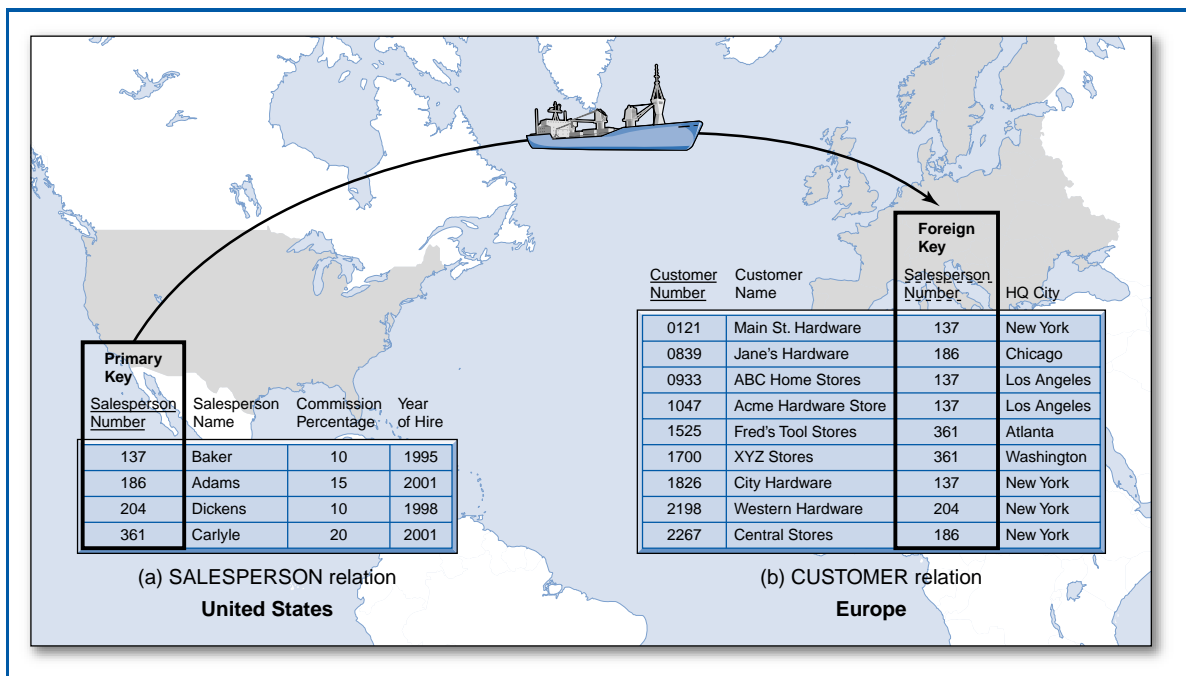 Foreign
Key
Customer Number Customer Name Salesperson Number HQ City
0121 Main St. Hardware 137 New York
0839 Jane's Hardware 186 Chicago
0933 ABC Home Stores 137 Los Angeles
1047 Acme Hardware Store 137 Los Angeles
1525 Fred's Tool Stores 361 Atlanta
1700 XYZ Stores 361 Washington
1826 City Hardware 137 New York
2198 Western Hardware 204 New York
2267 Central Stores 186 New York
Primary
Key
Salesperson Number Salesperson Name Commission Percentage Year of Hire
137 Baker 10 1995
186 Adams 15 2001
204 Dickens 10 1998
361 Carlyle 20 2001
(a) SALESPERSON relation
United States
(b) CUSTOMER relation
Europe